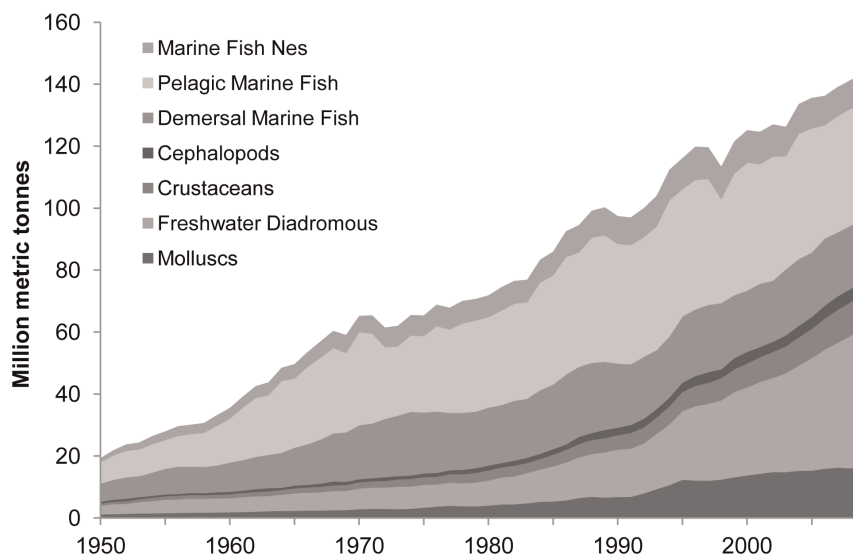 160
140
120
100
80
60
40
20
0
Million metric tonnes
Marine Fish Nes
Pelagic Marine Fish
Demersal Marine Fish
Cephalopods
Crustaceans
Freshwater Diadromous
Molluscs
1950 1960 1970 1980 1990 2000